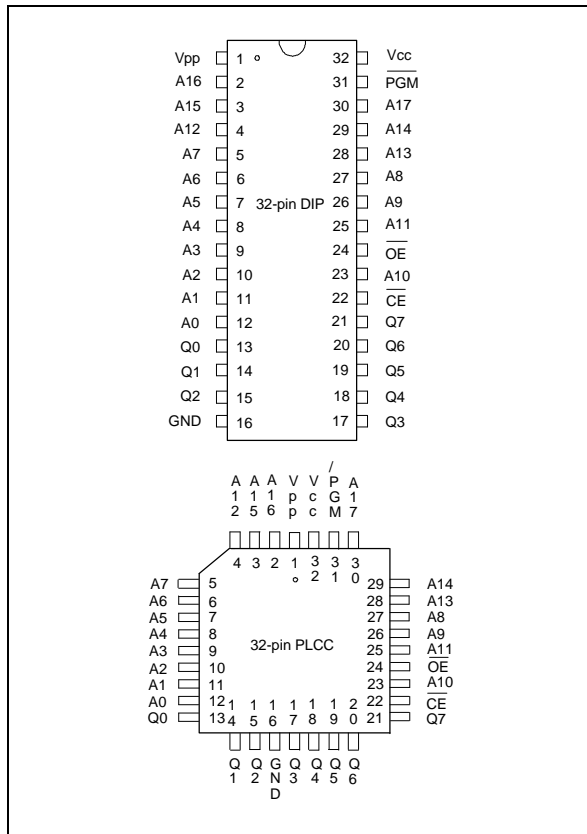 Vpp 1 32 Vcc
A16 2 31 PGM
A15 3 30 A17
A12 4 29 A14
A7 5 28 A13
A6 6 27 A8
A5 7 32-pin DIP 26 A9
A4 8 25 A11
A3 9 24 OE
A2 10 23 A10
A1 11 22 CE
A0 12 21 Q7
Q0 13 20 Q6
Q1 14 19 Q5
Q2 15 18 Q4
GND 16 17 Q3
A12 A15 A16 Vpp Vcc /PGM A17
4 3 2 1 32 31 30
A7 5 29 A14
A6 6 28 A13
A5 7 27 A8
A4 8 26 A9
A3 9 32-pin PLCC 25 A11
A2 10 24 OE
A1 11 23 A10
A0 12 22 CE
Q0 13 21 Q7
14 15 16 17 18 19 20
Q1 Q2 GND Q3 Q4 Q5 Q6